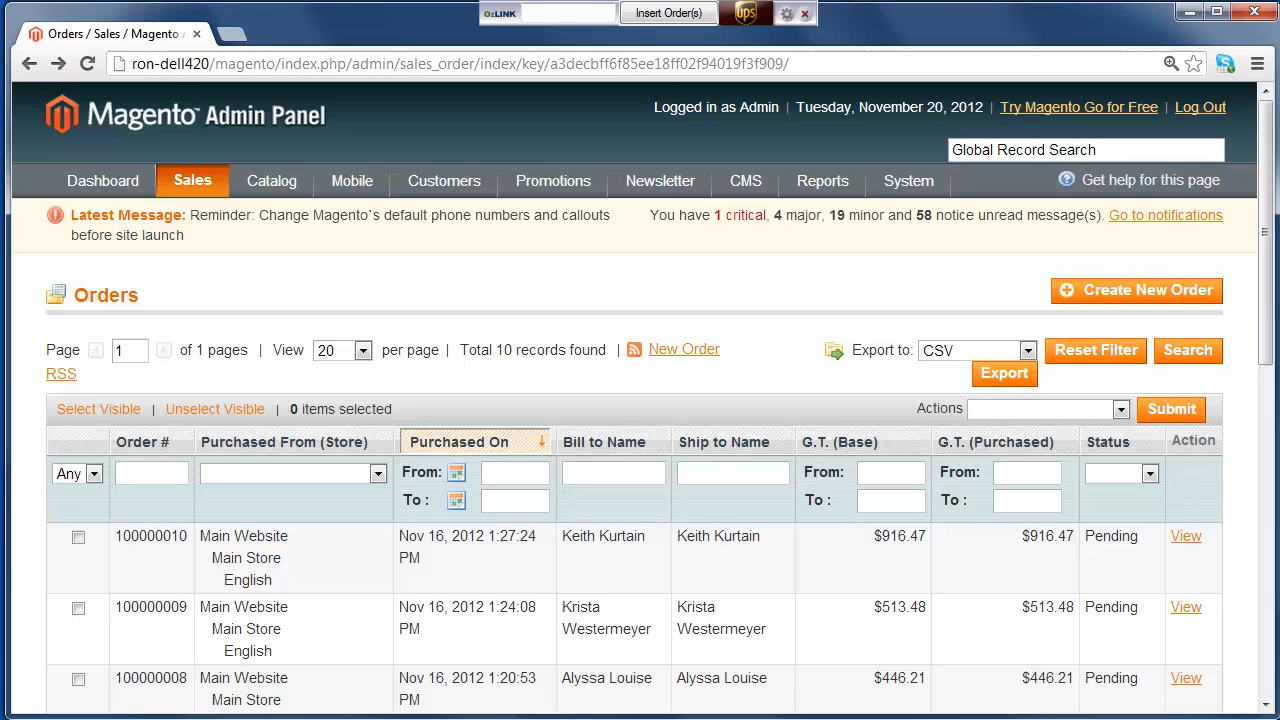 OzLINK Insert Order(s) ups
Orders / Sales / Magento A
ron-dell420/magento/index.php/admin/sales_order/index/key/a3decbff6f85ee18ff02f94019f3f909/
Magento Admin Panel
Logged in as Admin | Tuesday, November 20, 2012 | Try Magento Go for Free | Log Out
Global Record Search
Dashboard Sales Catalog Mobile Customers Promotions Newsletter CMS Reports System Get help for this page
Latest Message: Reminder: Change Magento`s default phone numbers and callouts before site launch
You have 1 critical, 4 major, 19 minor and 58 notice unread message(s). Go to notifications
Orders
Create New Order
Page 1 of 1 pages | View 20 per page | Total 10 records found | New Order RSS
Export to: CSV Export Reset Filter Search
Select Visible | Unselect Visible | 0 items selected
Actions Submit
Order # Purchased From (Store) Purchased On Bill to Name Ship to Name G.T. (Base) G.T. (Purchased) Status Action
Any From: From: From:
To : To : To :
100000010 Main Website Nov 16, 2012 1:27:24 Keith Kurtain Keith Kurtain $916.47 $916.47 Pending View
Main Store PM
English
100000009 Main Website Nov 16, 2012 1:24:08 Krista Krista $513.48 $513.48 Pending View
Main Store PM Westermeyer Westermeyer
English
100000008 Main Website Nov 16, 2012 1:20:53 Alyssa Louise Alyssa Louise $446.21 $446.21 Pending View
Main Store PM